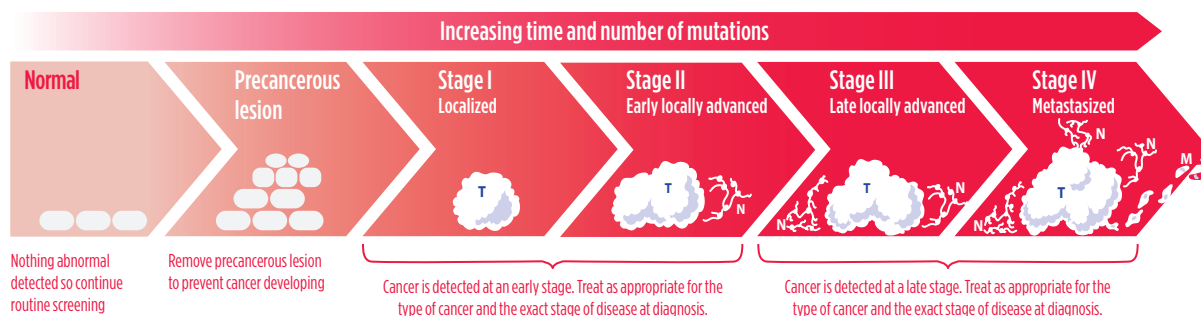 Increasing time and number of mutations
Normal
Precancerous
lesion
Stage I
Localized
Stage II
Early locally advanced
Stage III
Late locally advanced
Stage IV
Metastasized
T
T
N
N
T
N
N
T
N
N
N
M
Nothing abnormal
detected so continue
routine screening
Remove precancerous lesion
to prevent cancer developing
Cancer is detected at an early stage. Treat as appropriate for the
type of cancer and the exact stage of disease at diagnosis.
Cancer is detected at a late stage. Treat as appropriate for the
type of cancer and the exact stage of disease at diagnosis.